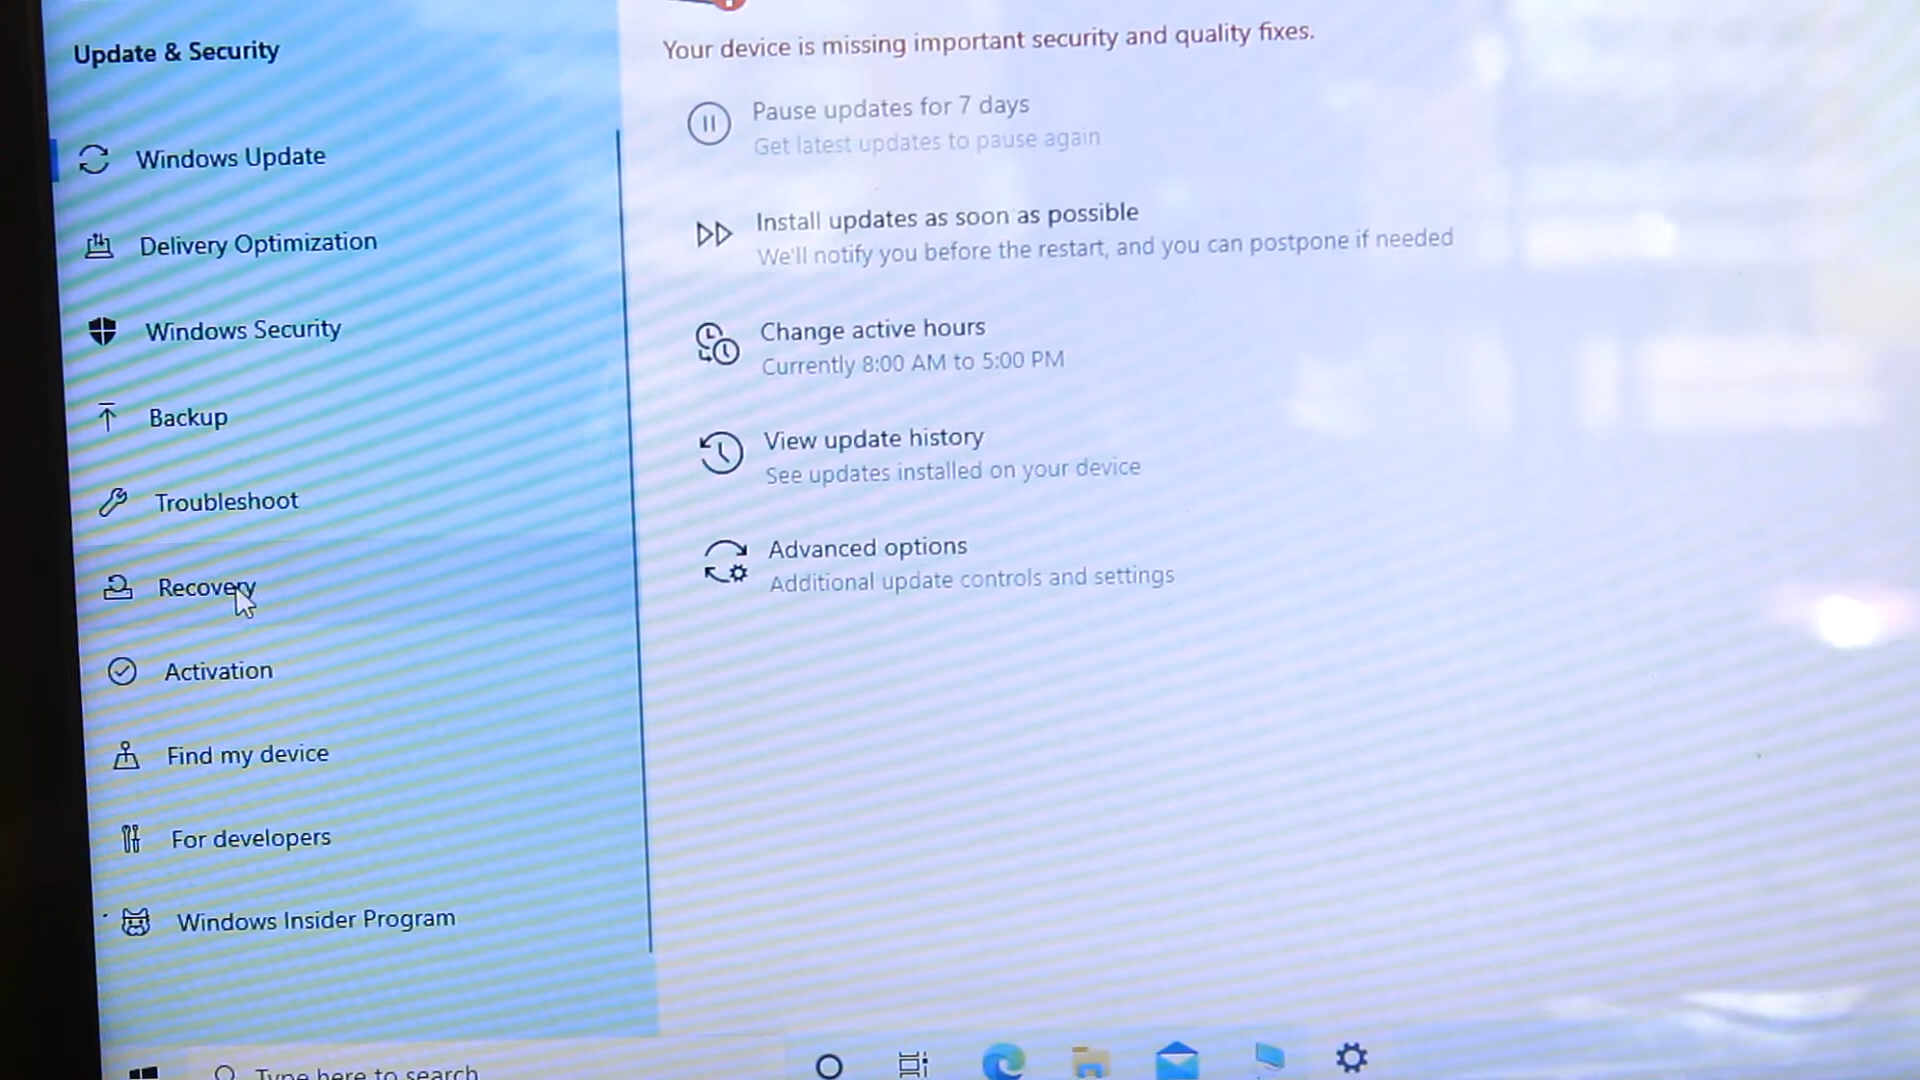 Update & Security
Windows Update
Delivery Optimization
Windows Security
Backup
Troubleshoot
Recovery
Activation
Find my device
For developers
Windows Insider Program
Your device is missing important security and quality fixes.
Pause updates for 7 days
Get latest updates to pause again
Install updates as soon as possible
We'll notify you before the restart, and you can postpone if needed
Change active hours
Currently 8:00 AM to 5:00 PM
View update history
See updates installed on your device
Advanced options
Additional update controls and settings
Type here to search